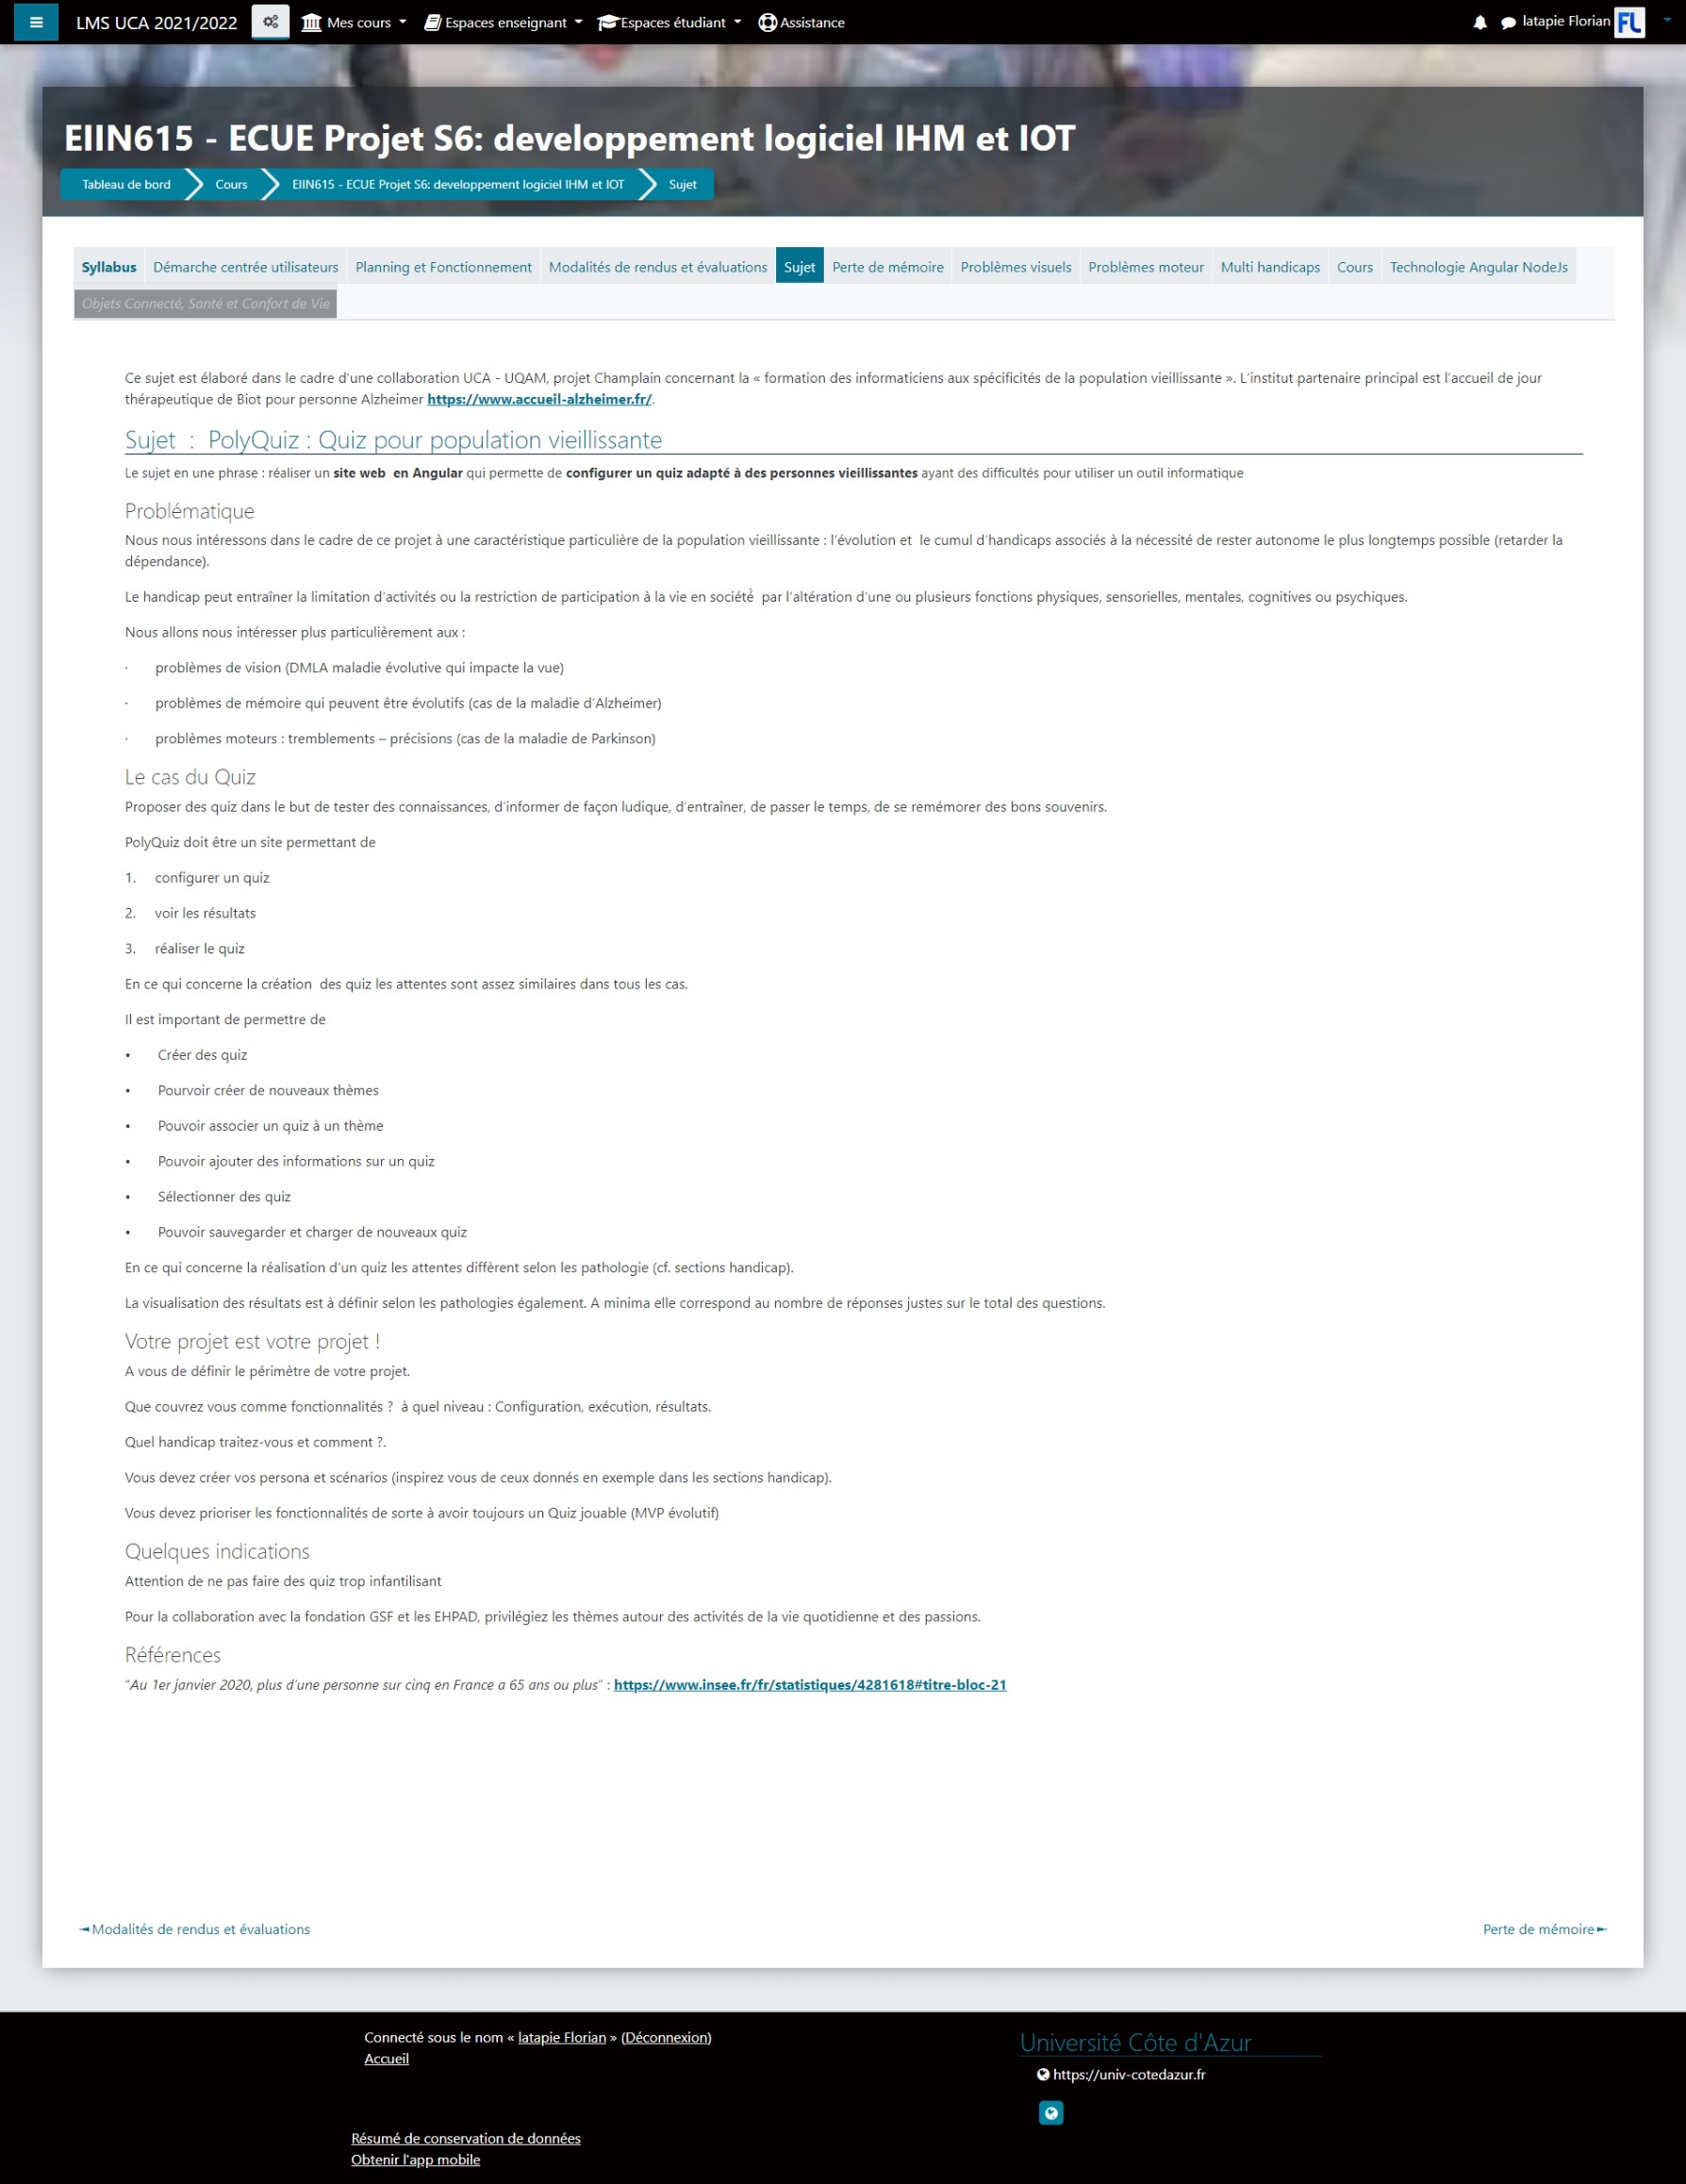 LMS UCA 2021/2022 Mes cours Espaces enseignant Espaces étudiant Assistance latapie Florian FL
EIIN615 - ECUE Projet S6: developpement logiciel IHM et IOT
Tableau de bord Cours EIIN615 - ECUE Projet S6: developpement logiciel IHM et IOT Sujet
Syllabus Démarche centrée utilisateurs Planning et Fonctionnement Modalités de rendus et évaluations Sujet Perte de mémoire Problèmes visuels Problèmes moteur Multi handicaps Cours Technologie Angular NodeJs
Objets Connecté, Santé et Confort de Vie
Ce sujet est élaboré dans le cadre d'une collaboration UCA - UQAM, projet Champlain concernant la « formation des informaticiens aux spécificités de la population vieillissante ». L'institut partenaire principal est l'accueil de jour
thérapeutique de Biot pour personne Alzheimer https://www.accueil-alzheimer.fr/.
Sujet : PolyQuiz : Quiz pour population vieillissante
Le sujet en une phrase : réaliser un site web en Angular qui permette de configurer un quiz adapté à des personnes vieillissantes ayant des difficultés pour utiliser un outil informatique
Problématique
Nous nous intéressons dans le cadre de ce projet à une caractéristique particulière de la population vieillissante : l'évolution et le cumul d'handicaps associés à la nécessité de rester autonome le plus longtemps possible (retarder la
dépendance).
Le handicap peut entraîner la limitation d'activités ou la restriction de participation à la vie en société par l'altération d'une ou plusieurs fonctions physiques, sensorielles, mentales, cognitives ou psychiques.
Nous allons nous intéresser plus particulièrement aux :
· problèmes de vision (DMLA maladie évolutive qui impacte la vue)
· problèmes de mémoire qui peuvent être évolutifs (cas de la maladie d'Alzheimer)
· problèmes moteurs : tremblements – précisions (cas de la maladie de Parkinson)
Le cas du Quiz
Proposer des quiz dans le but de tester des connaissances, d'informer de façon ludique, d'entraîner, de passer le temps, de se remémorer des bons souvenirs.
PolyQuiz doit être un site permettant de
1. configurer un quiz
2. voir les résultats
3. réaliser le quiz
En ce qui concerne la création des quiz les attentes sont assez similaires dans tous les cas.
Il est important de permettre de
• Créer des quiz
• Pourvoir créer de nouveaux thèmes
• Pouvoir associer un quiz à un thème
• Pouvoir ajouter des informations sur un quiz
• Sélectionner des quiz
• Pouvoir sauvegarder et charger de nouveaux quiz
En ce qui concerne la réalisation d'un quiz les attentes diffèrent selon les pathologie (cf. sections handicap).
La visualisation des résultats est à définir selon les pathologies également. A minima elle correspond au nombre de réponses justes sur le total des questions.
Votre projet est votre projet !
A vous de définir le périmètre de votre projet.
Que couvrez vous comme fonctionnalités ? à quel niveau : Configuration, exécution, résultats.
Quel handicap traitez-vous et comment ?.
Vous devez créer vos persona et scénarios (inspirez vous de ceux donnés en exemple dans les sections handicap).
Vous devez prioriser les fonctionnalités de sorte à avoir toujours un Quiz jouable (MVP évolutif)
Quelques indications
Attention de ne pas faire des quiz trop infantilisant
Pour la collaboration avec la fondation GSF et les EHPAD, privilégiez les thèmes autour des activités de la vie quotidienne et des passions.
Références
"Au 1er janvier 2020, plus d'une personne sur cinq en France a 65 ans ou plus" : https://www.insee.fr/fr/statistiques/4281618#titre-bloc-21
◄Modalités de rendus et évaluations Perte de mémoire►
Connecté sous le nom « latapie Florian » (Déconnexion)
Accueil
Résumé de conservation de données
Obtenir l'app mobile
Université Côte d'Azur
https://univ-cotedazur.fr